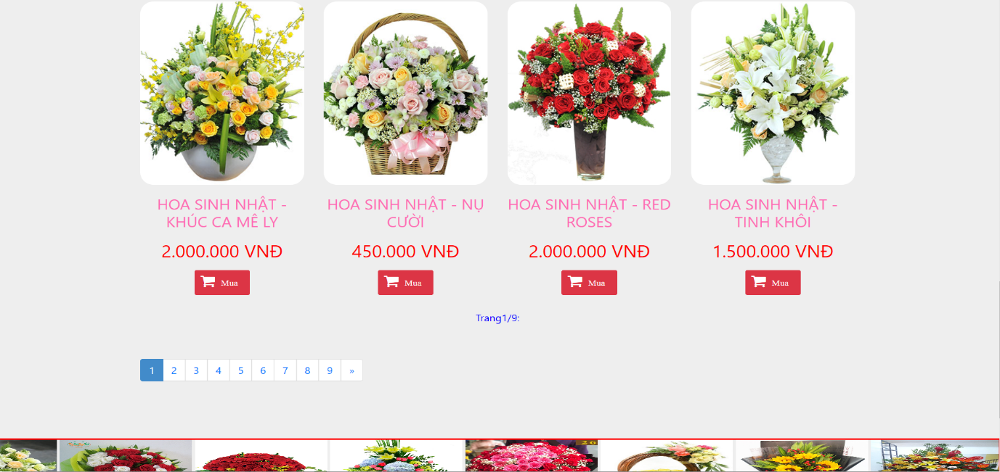 HOA SINH NHẬT -
KHÚC CA MÊ LY
2.000.000 VNĐ
Mua
HOA SINH NHẬT - NỤ
CƯỜI
450.000 VNĐ
Mua
HOA SINH NHẬT - RED
ROSES
2.000.000 VNĐ
Mua
HOA SINH NHẬT -
TINH KHÔI
1.500.000 VNĐ
Mua
Trang1/9:
1 2 3 4 5 6 7 8 9 »